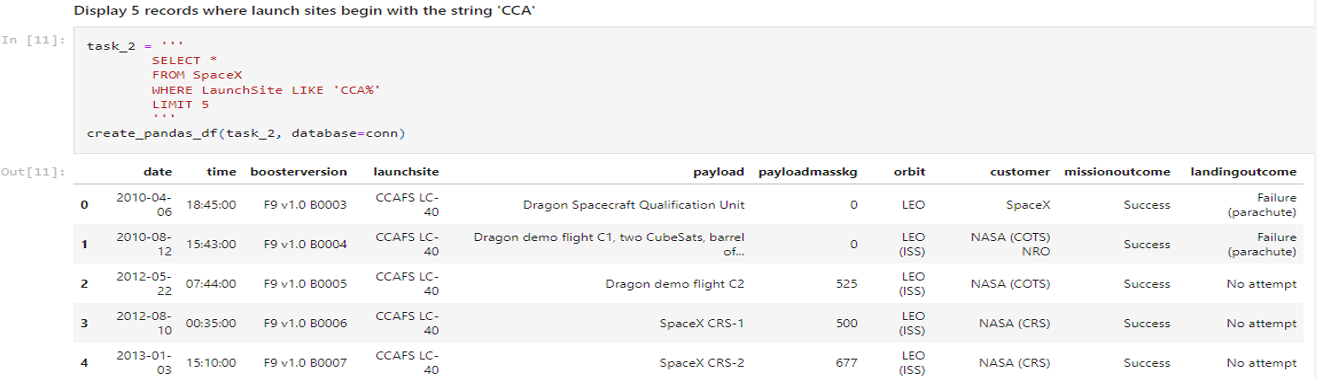 Display 5 records where launch sites begin with the string 'CCA'
In [11]:
task_2 = '''
SELECT *
FROM SpaceX
WHERE LaunchSite LIKE 'CCA%'
LIMIT 5
'''
create_pandas_df(task_2, database=conn)
Out[11]:
date time boosterversion launchsite payload payloadmasskg orbit customer missionoutcome landingoutcome
0 2010-04-06 18:45:00 F9 v1.0 B0003 CCAFS LC-40 Dragon Spacecraft Qualification Unit 0 LEO SpaceX Success Failure (parachute)
1 2010-08-12 15:43:00 F9 v1.0 B0004 CCAFS LC-40 Dragon demo flight C1, two CubeSats, barrel of... 0 LEO (ISS) NASA (COTS) NRO Success Failure (parachute)
2 2012-05-22 07:44:00 F9 v1.0 B0005 CCAFS LC-40 Dragon demo flight C2 525 LEO (ISS) NASA (COTS) Success No attempt
3 2012-08-10 00:35:00 F9 v1.0 B0006 CCAFS LC-40 SpaceX CRS-1 500 LEO (ISS) NASA (CRS) Success No attempt
4 2013-01-03 15:10:00 F9 v1.0 B0007 CCAFS LC-40 SpaceX CRS-2 677 LEO (ISS) NASA (CRS) Success No attempt